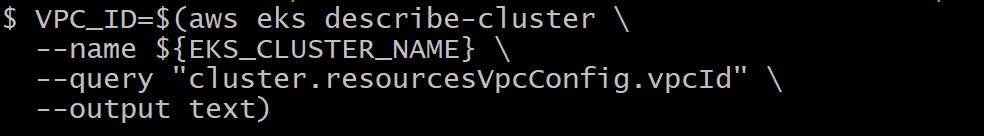 $ VPC_ID=$(aws eks describe-cluster \
--name ${EKS_CLUSTER_NAME} \
--query "cluster.resourcesVpcConfig.vpcId" \
--output text)